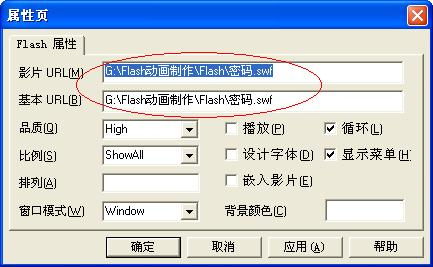 属性页
Flash 属性
影片 URL(M) G:\Flash动画制作\Flash\密码.swf
基本 URL(B) G:\Flash动画制作\Flash\密码.swf
品质(Q) High 播放(P) 循环(L)
比例(S) ShowAll 设计字体(D) 显示菜单(H
排列(A) 嵌入影片(E)
窗口模式(W) Window 背景颜色(C)
确定 取消 应用(A) 帮助